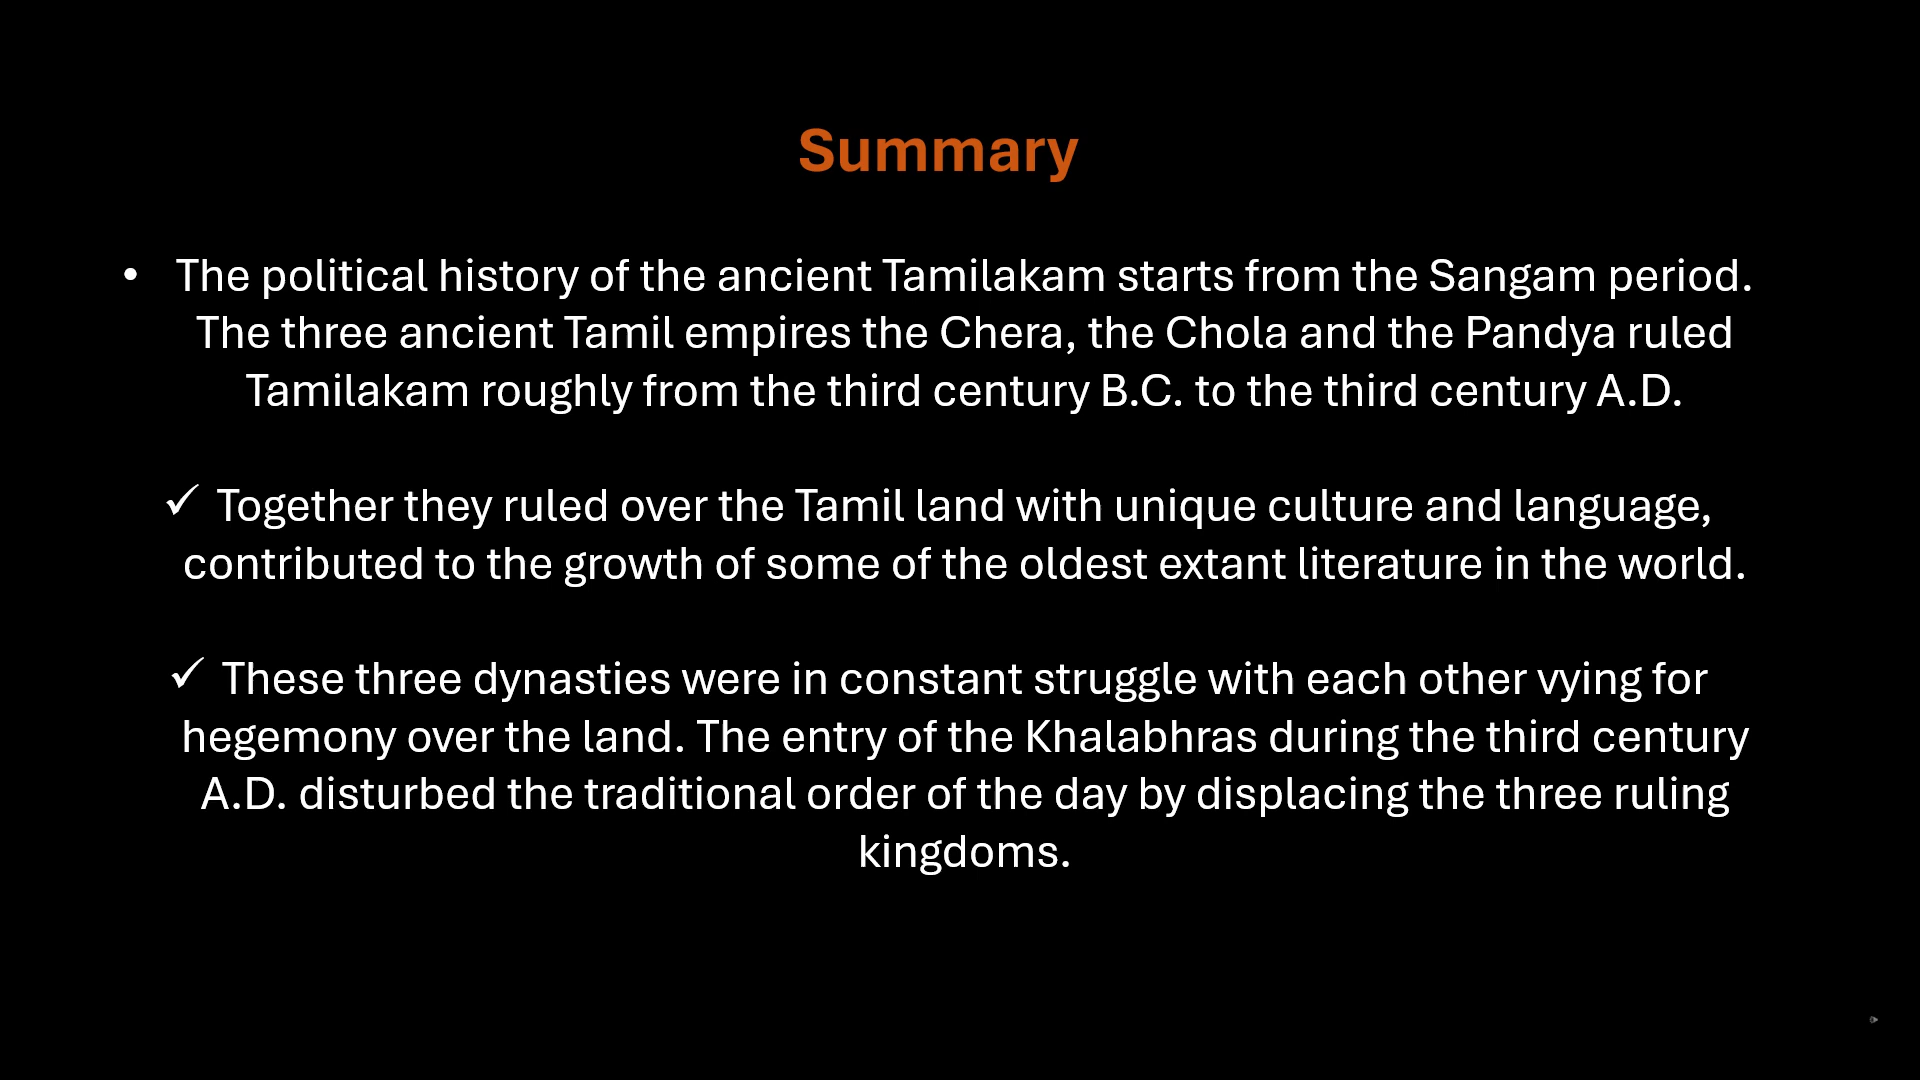 Summary
• The political history of the ancient Tamilakam starts from the Sangam period.
The three ancient Tamil empires the Chera, the Chola and the Pandya ruled
Tamilakam roughly from the third century B.C. to the third century A.D.
✓ Together they ruled over the Tamil land with unique culture and language,
contributed to the growth of some of the oldest extant literature in the world.
✓ These three dynasties were in constant struggle with each other vying for
hegemony over the land. The entry of the Khalabhras during the third century
A.D. disturbed the traditional order of the day by displacing the three ruling
kingdoms.